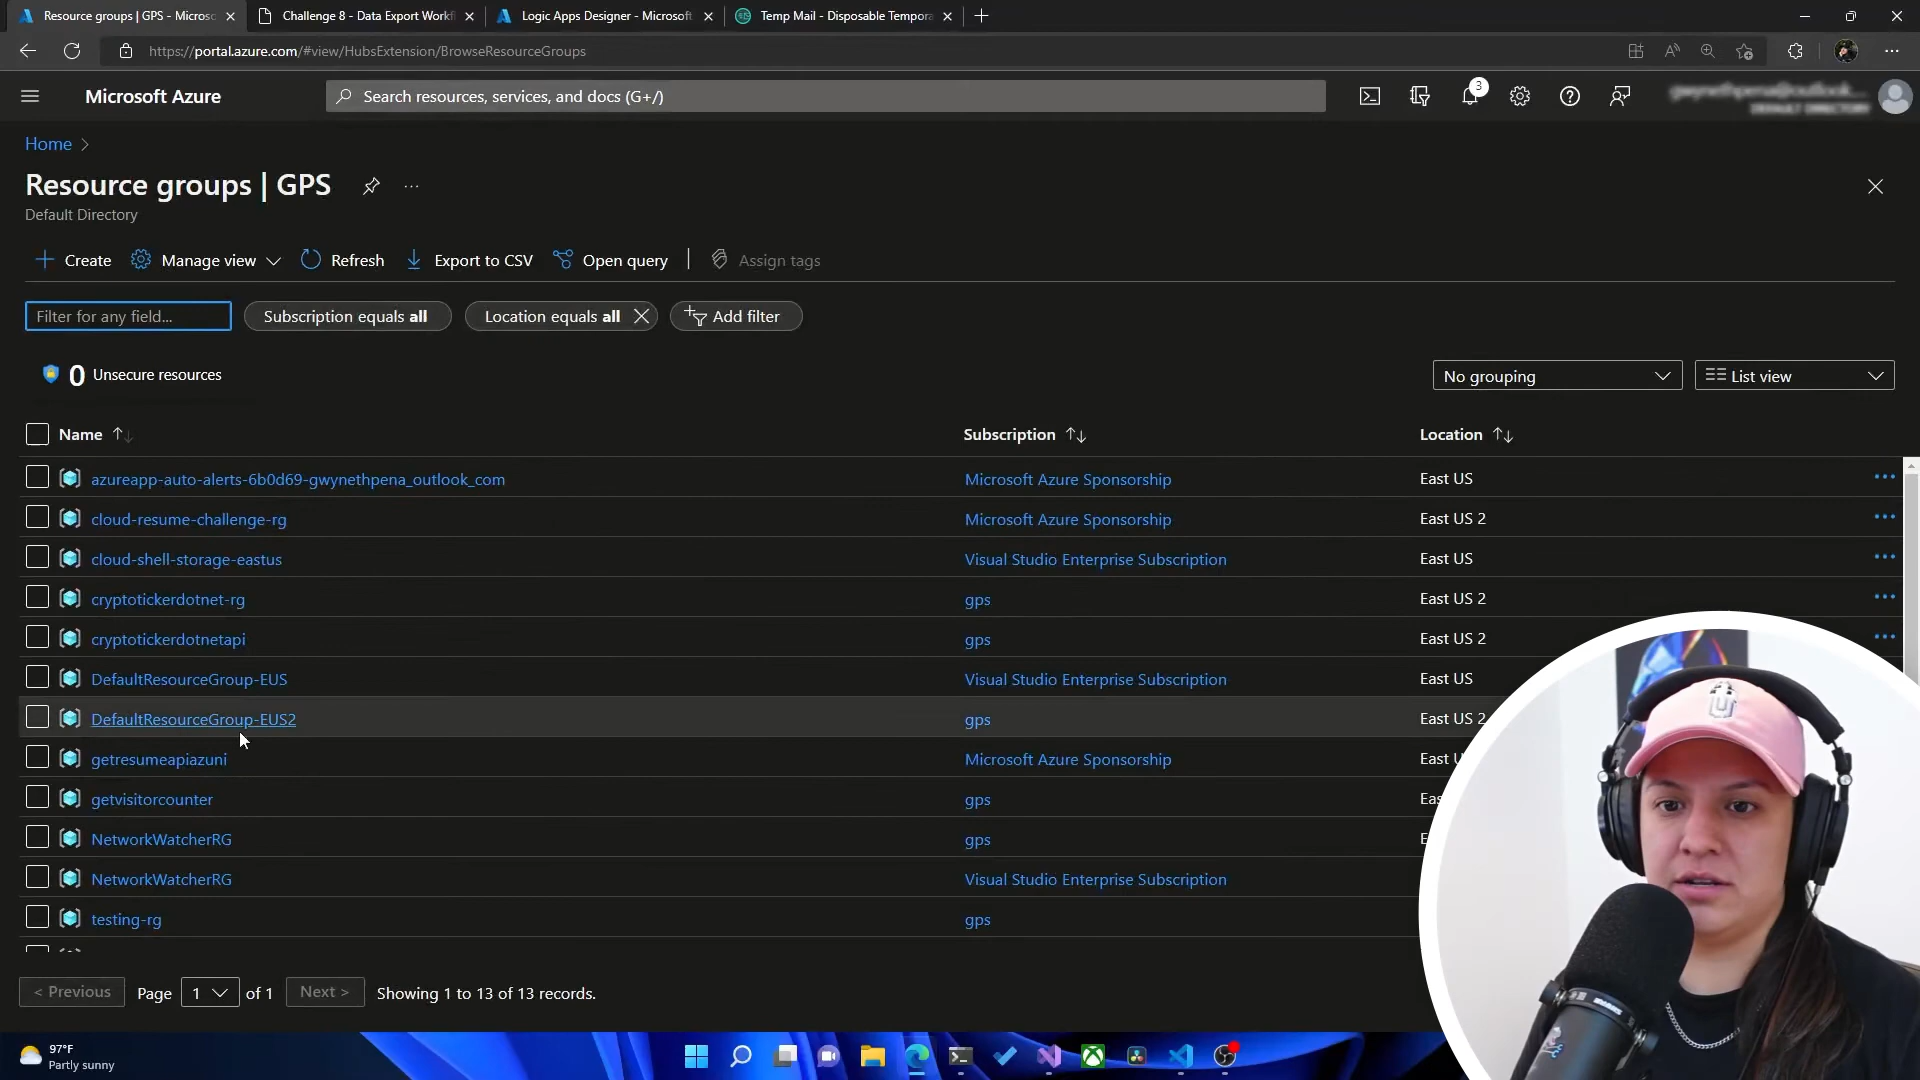 Resource groups | GPS - Micros
Challenge 8 - Data Export Workf
Logic Apps Designer - Microsoft
Temp Mail - Disposable Tempora
https://portal.azure.com/#view/HubsExtension/BrowseResourceGroups
Microsoft Azure
Search resources, services, and docs (G+/)
3
Home
Resource groups | GPS
Default Directory
Create
Manage view
Refresh
Export to CSV
Open query
Assign tags
Filter for any field...
Subscription equals all
Location equals all
Add filter
0 Unsecure resources
No grouping
List view
Name Subscription Location
azureapp-auto-alerts-6b0d69-gwynethpena_outlook_com Microsoft Azure Sponsorship East US
cloud-resume-challenge-rg Microsoft Azure Sponsorship East US 2
cloud-shell-storage-eastus Visual Studio Enterprise Subscription East US
cryptotickerdotnet-rg gps East US 2
cryptotickerdotnetapi gps East US 2
DefaultResourceGroup-EUS Visual Studio Enterprise Subscription East US
DefaultResourceGroup-EUS2 gps East US 2
getresumeapiazuni Microsoft Azure Sponsorship East U
getvisitorcounter gps Eas
NetworkWatcherRG gps E
NetworkWatcherRG Visual Studio Enterprise Subscription
testing-rg gps
< Previous Page 1 of 1 Next > Showing 1 to 13 of 13 records.
97°F
Partly sunny